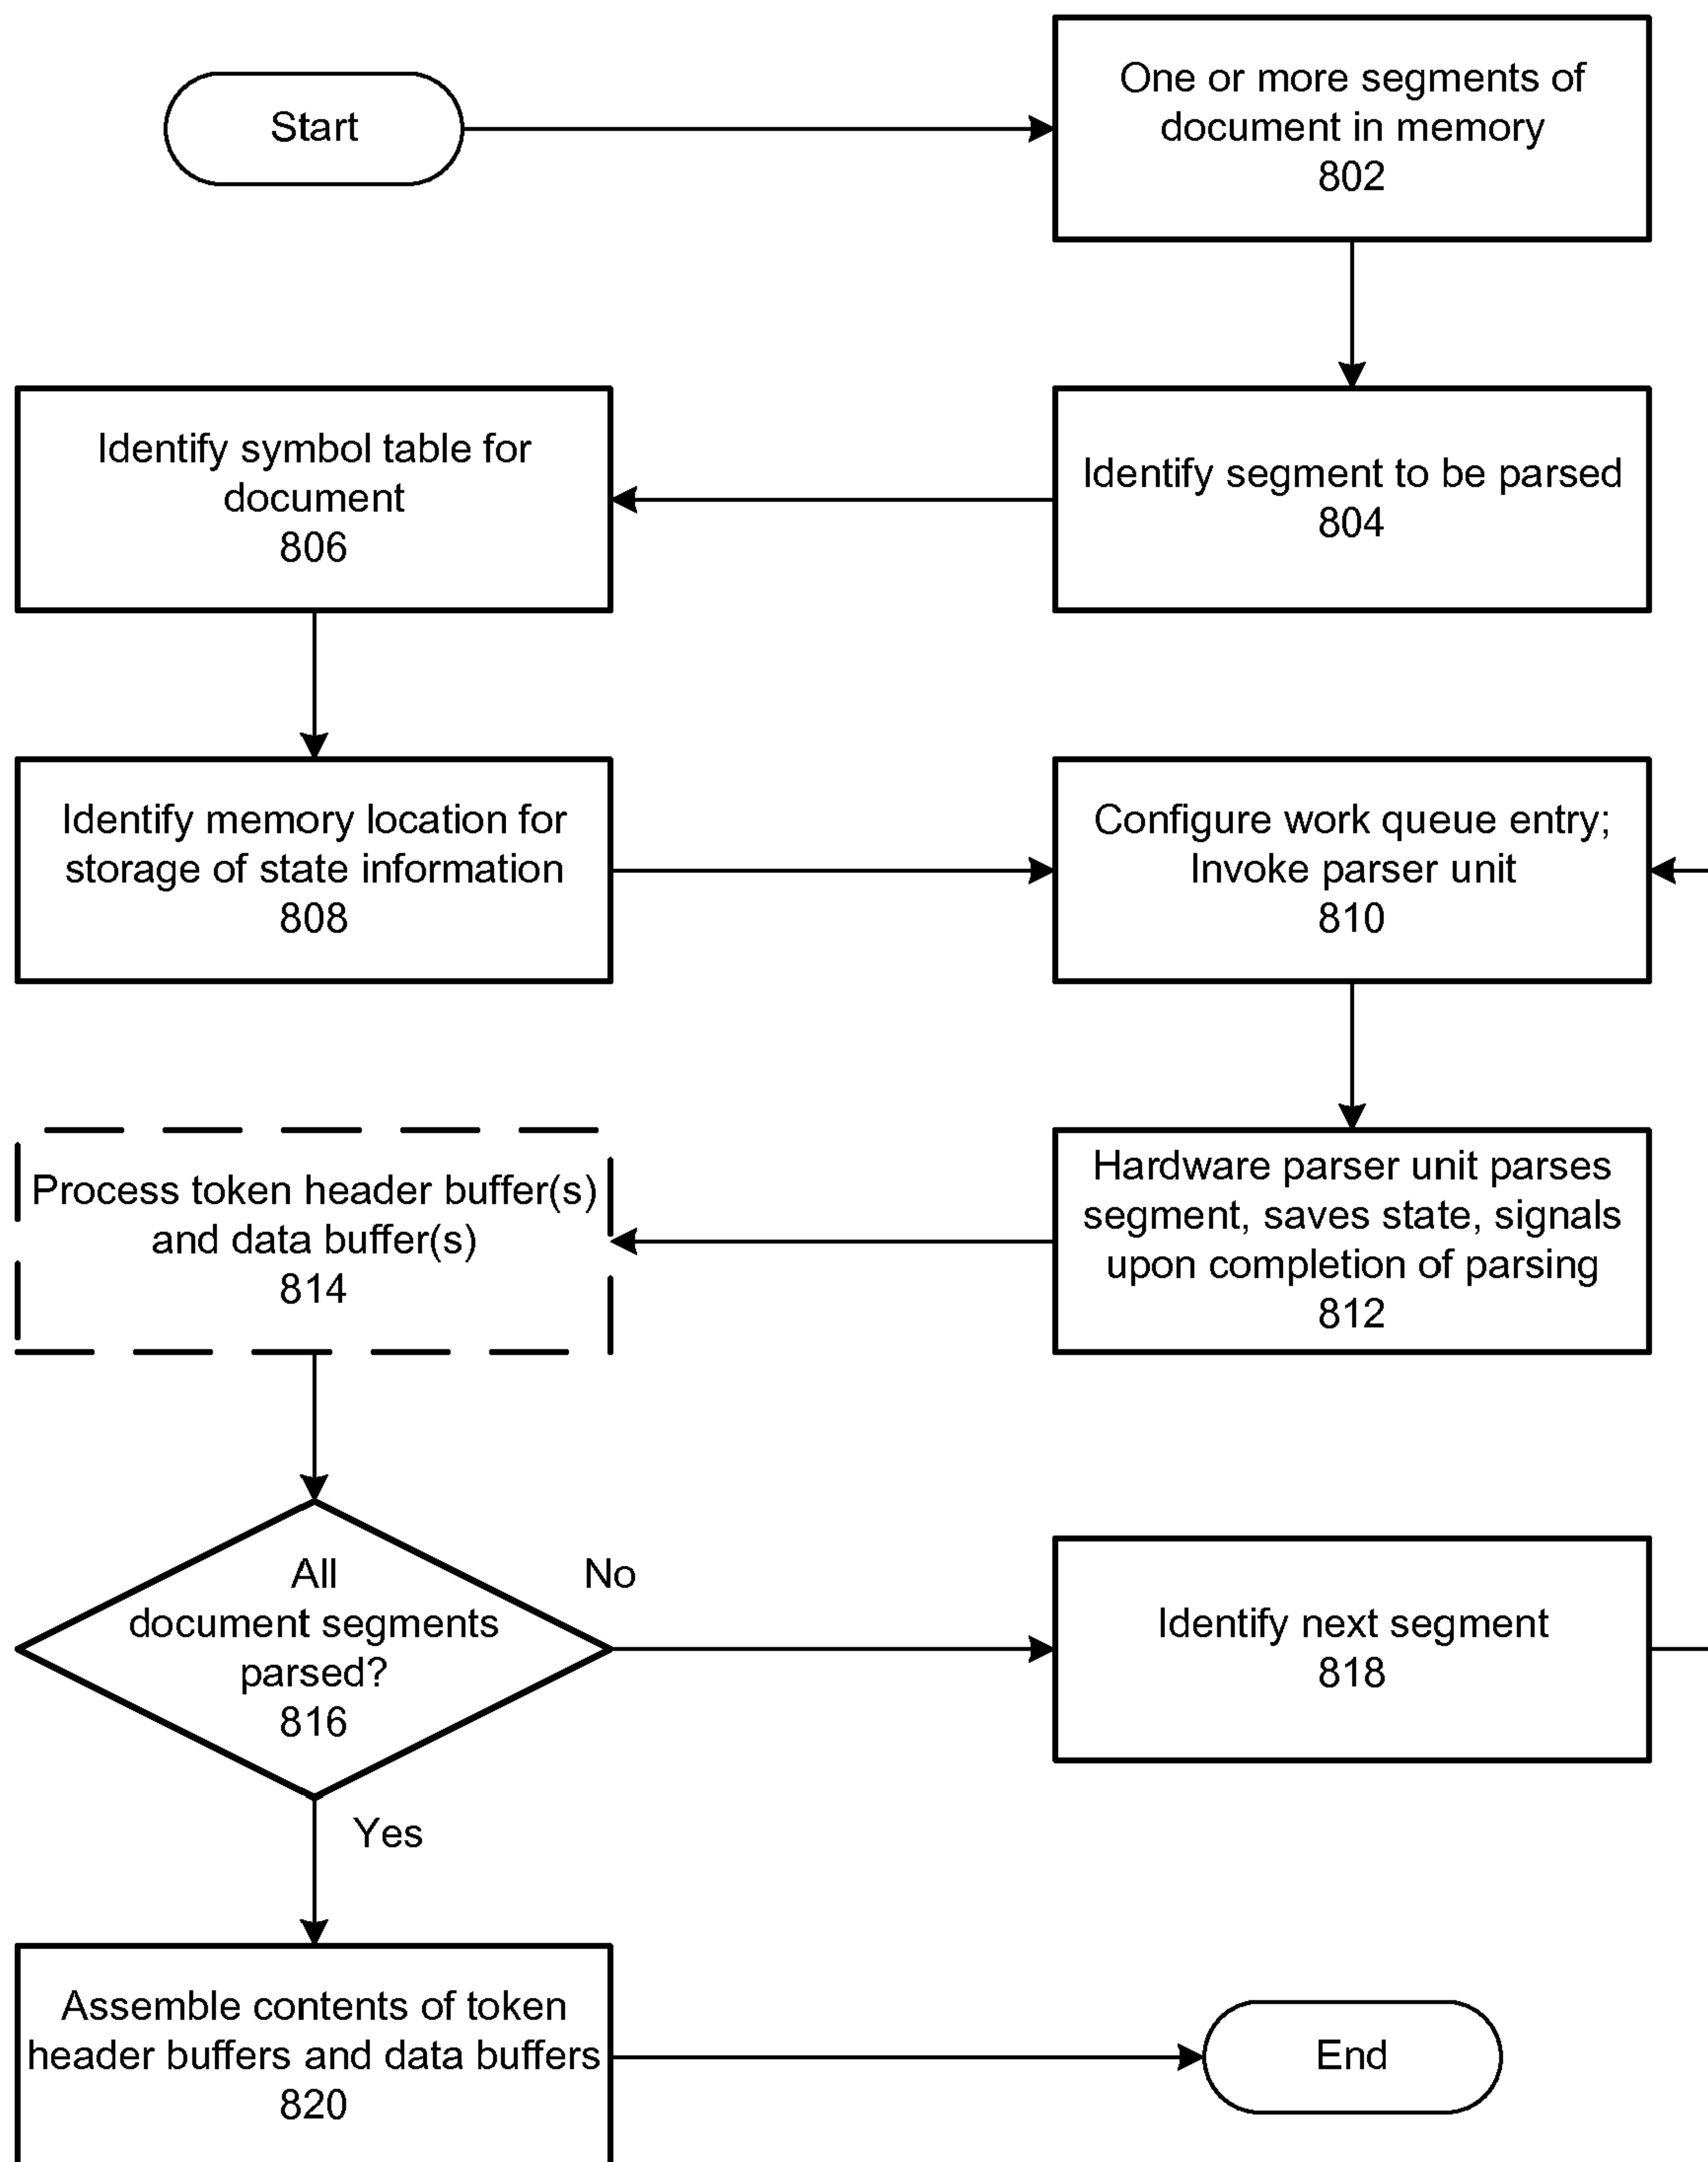 Start
One or more segments of
document in memory
802
Identify symbol table for
document
806
Identify segment to be parsed
804
Identify memory location for
storage of state information
808
Configure work queue entry;
Invoke parser unit
810
Process token header buffer(s)
and data buffer(s)
814
Hardware parser unit parses
segment, saves state, signals
upon completion of parsing
812
All
document segments
parsed?
816
No
Identify next segment
818
Yes
Assemble contents of token
header buffers and data buffers
820
End